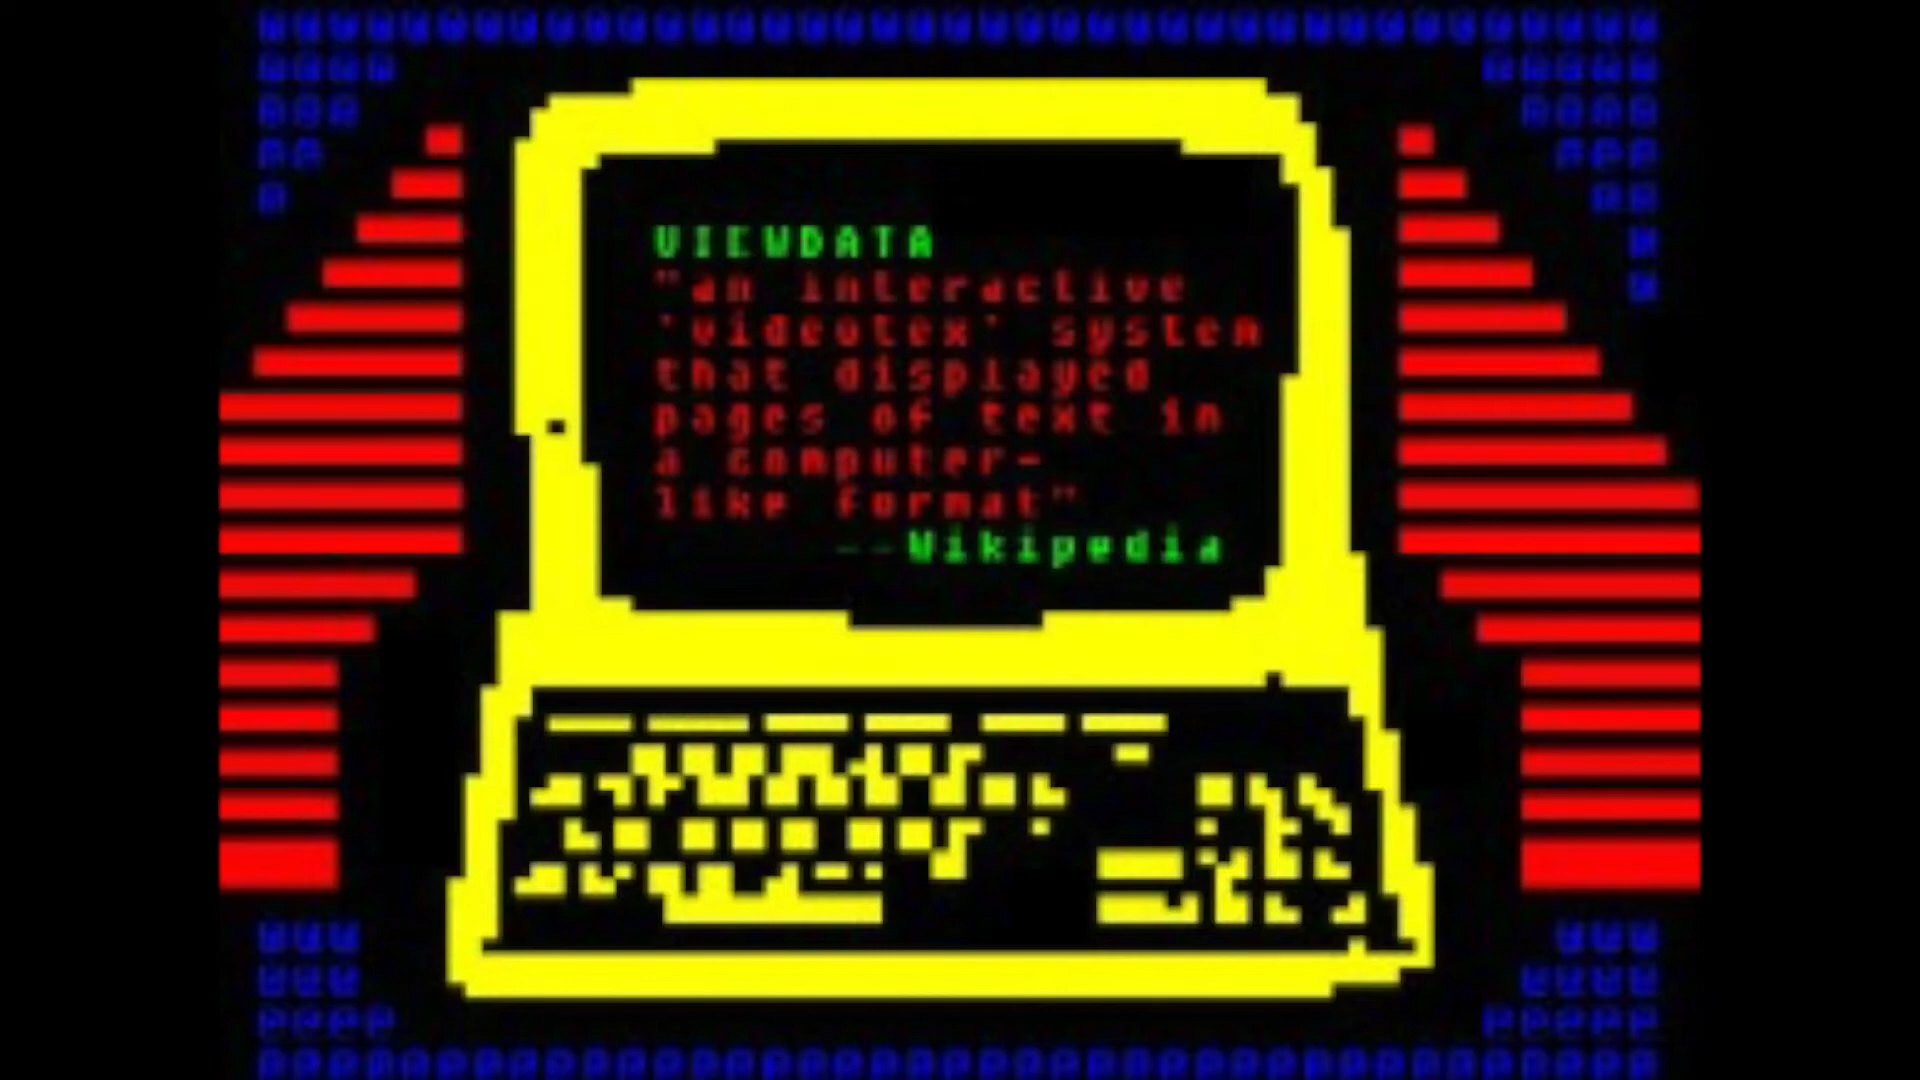 VIEWDATA
"an interactive
'videotex' system
that displayed
pages of text in
a computer-
like format"
--Wikipedia